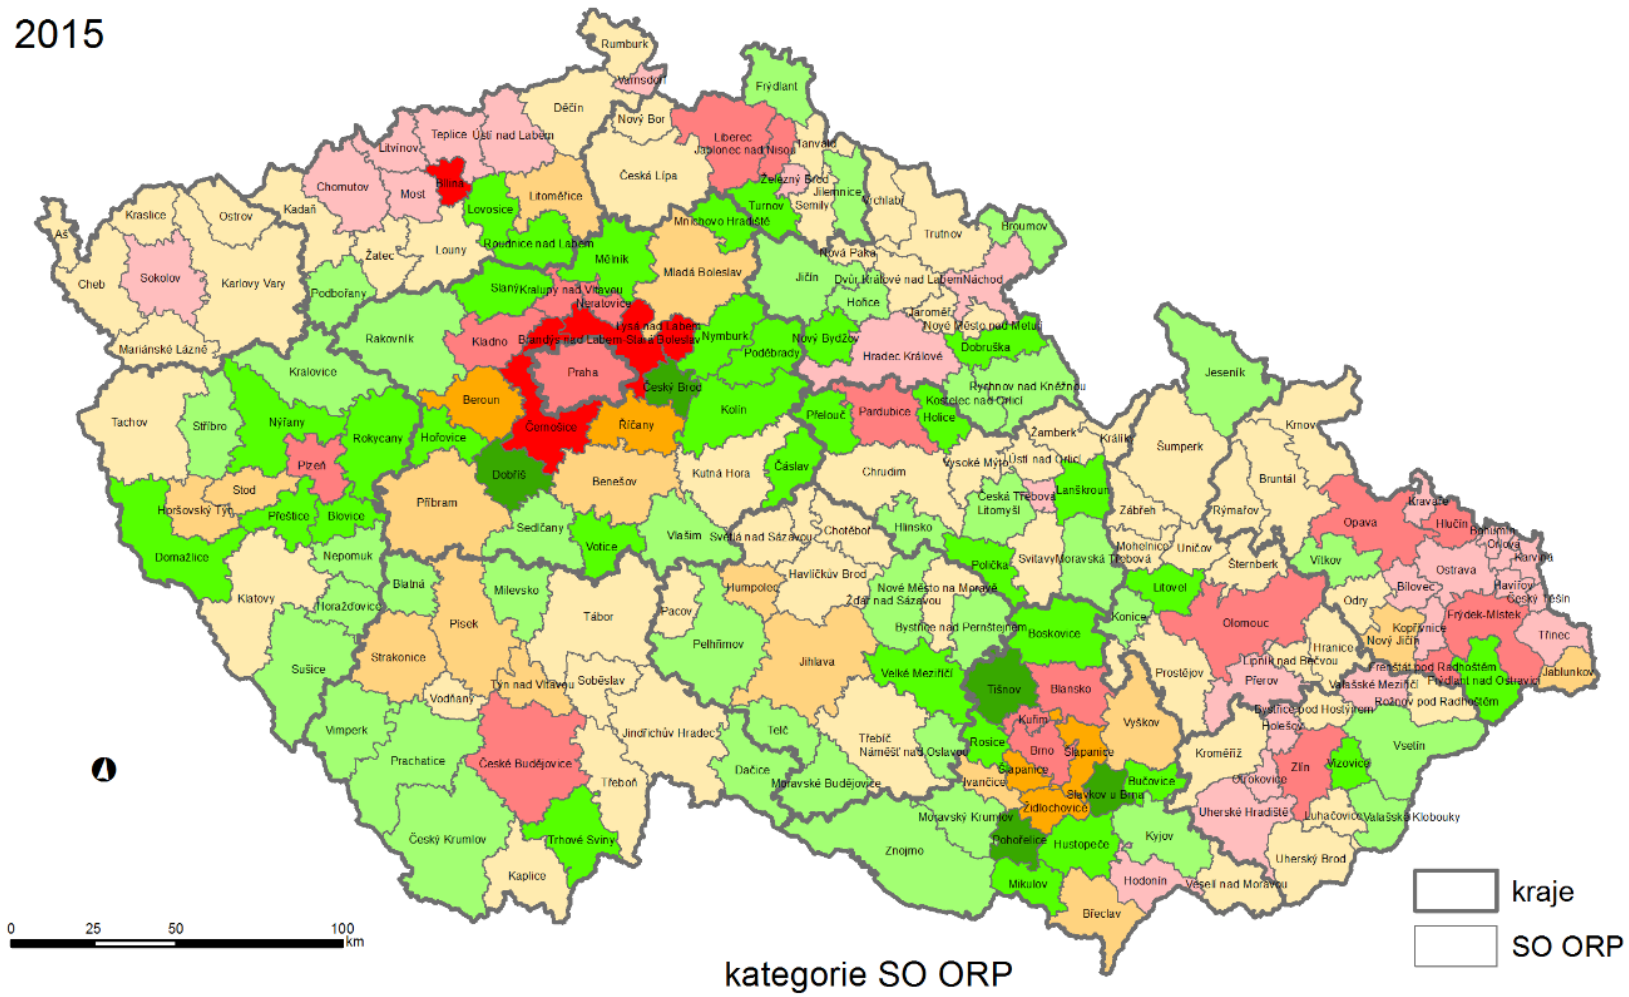 2015
Rumburk
Varnsdorf
Frýdlant
Děčín
Nový Bor
Teplice
Ústí nad Labem
Liberec
Jablonec nad Nisou
Tanvald
Litvínov
Česká Lípa
Železný Brod
Chomutov
Most
Bílina
Litoměřice
Jilemnice
Semily
Vrchlabí
Kraslice
Ostrov
Kadaň
Lovosice
Turnov
Mnichovo Hradiště
Trutnov
Broumov
Aš
Žatec
Louny
Roudnice nad Labem
Mělník
Nová Paka
Cheb
Sokolov
Karlovy Vary
Podbořany
Slaný
Kralupy nad Vltavou
Mladá Boleslav
Jičín
Dvůr Králové nad Labem
Náchod
Neratovice
Hořice
Jaroměř
Mariánské Lázně
Rakovník
Kladno
Lysá nad Labem
Brandýs nad Labem-Stará Boleslav
Nymburk
Poděbrady
Nový Bydžov
Nové Město nad Metují
Dobruška
Hradec Králové
Kralovice
Praha
Český Brod
Rychnov nad Kněžnou
Kostelec nad Orlicí
Jeseník
Tachov
Stříbro
Nýřany
Rokycany
Beroun
Hořovice
Černošice
Říčany
Kolín
Přelouč
Pardubice
Holice
Žamberk
Králíky
Šumperk
Krnov
Plzeň
Dobříš
Benešov
Kutná Hora
Čáslav
Chrudim
Vysoké Mýto
Ústí nad Orlicí
Bruntál
Stod
Horšovský Týn
Příbram
Česká Třebová
Lanškroun
Litomyšl
Zábřeh
Rýmařov
Kravaře
Opava
Hlučín
Přeštice
Blovice
Sedlčany
Votice
Vlašim
Světlá nad Sázavou
Chotěboř
Hlinsko
Bohumín
Orlová
Karviná
Domažlice
Nepomuk
Polička
Svitavy
Moravská Třebová
Mohelnice
Uničov
Šternberk
Vítkov
Ostrava
Havířov
Český Těšín
Klatovy
Blatná
Milevsko
Humpolec
Havlíčkův Brod
Nové Město na Moravě
Žďár nad Sázavou
Litovel
Bílovec
Odry
Horažďovice
Písek
Tábor
Pacov
Bystřice nad Pernštejnem
Boskovice
Konice
Olomouc
Kopřivnice
Nový Jičín
Frýdek-Místek
Třinec
Strakonice
Pelhřimov
Jihlava
Hranice
Lipník nad Bečvou
Sušice
Týn nad Vltavou
Soběslav
Velké Meziříčí
Tišnov
Blansko
Prostějov
Přerov
Frenštát pod Radhoštěm
Frýdlant nad Ostravicí
Jablunkov
Vodňany
Valašské Meziříčí
Rožnov pod Radhoštěm
Bystřice pod Hostýnem
Vimperk
Jindřichův Hradec
Telč
Třebíč
Náměšť nad Oslavou
Rosice
Kuřim
Brno
Šlapanice
Vyškov
Holešov
Kroměříž
Vsetín
Prachatice
České Budějovice
Třeboň
Dačice
Moravské Budějovice
Ivančice
Šlapanice
Slavkov u Brna
Bučovice
Otrokovice
Zlín
Vizovice
Židlochovice
Uherské Hradiště
Luhačovice
Valašské Klobouky
Český Krumlov
Trhové Sviny
Moravský Krumlov
Znojmo
Pohořelice
Hustopeče
Kyjov
Uherský Brod
Kaplice
Mikulov
Hodonín
Veselí nad Moravou
Břeclav
kraje
SO ORP
0 25 50 100
km
kategorie SO ORP